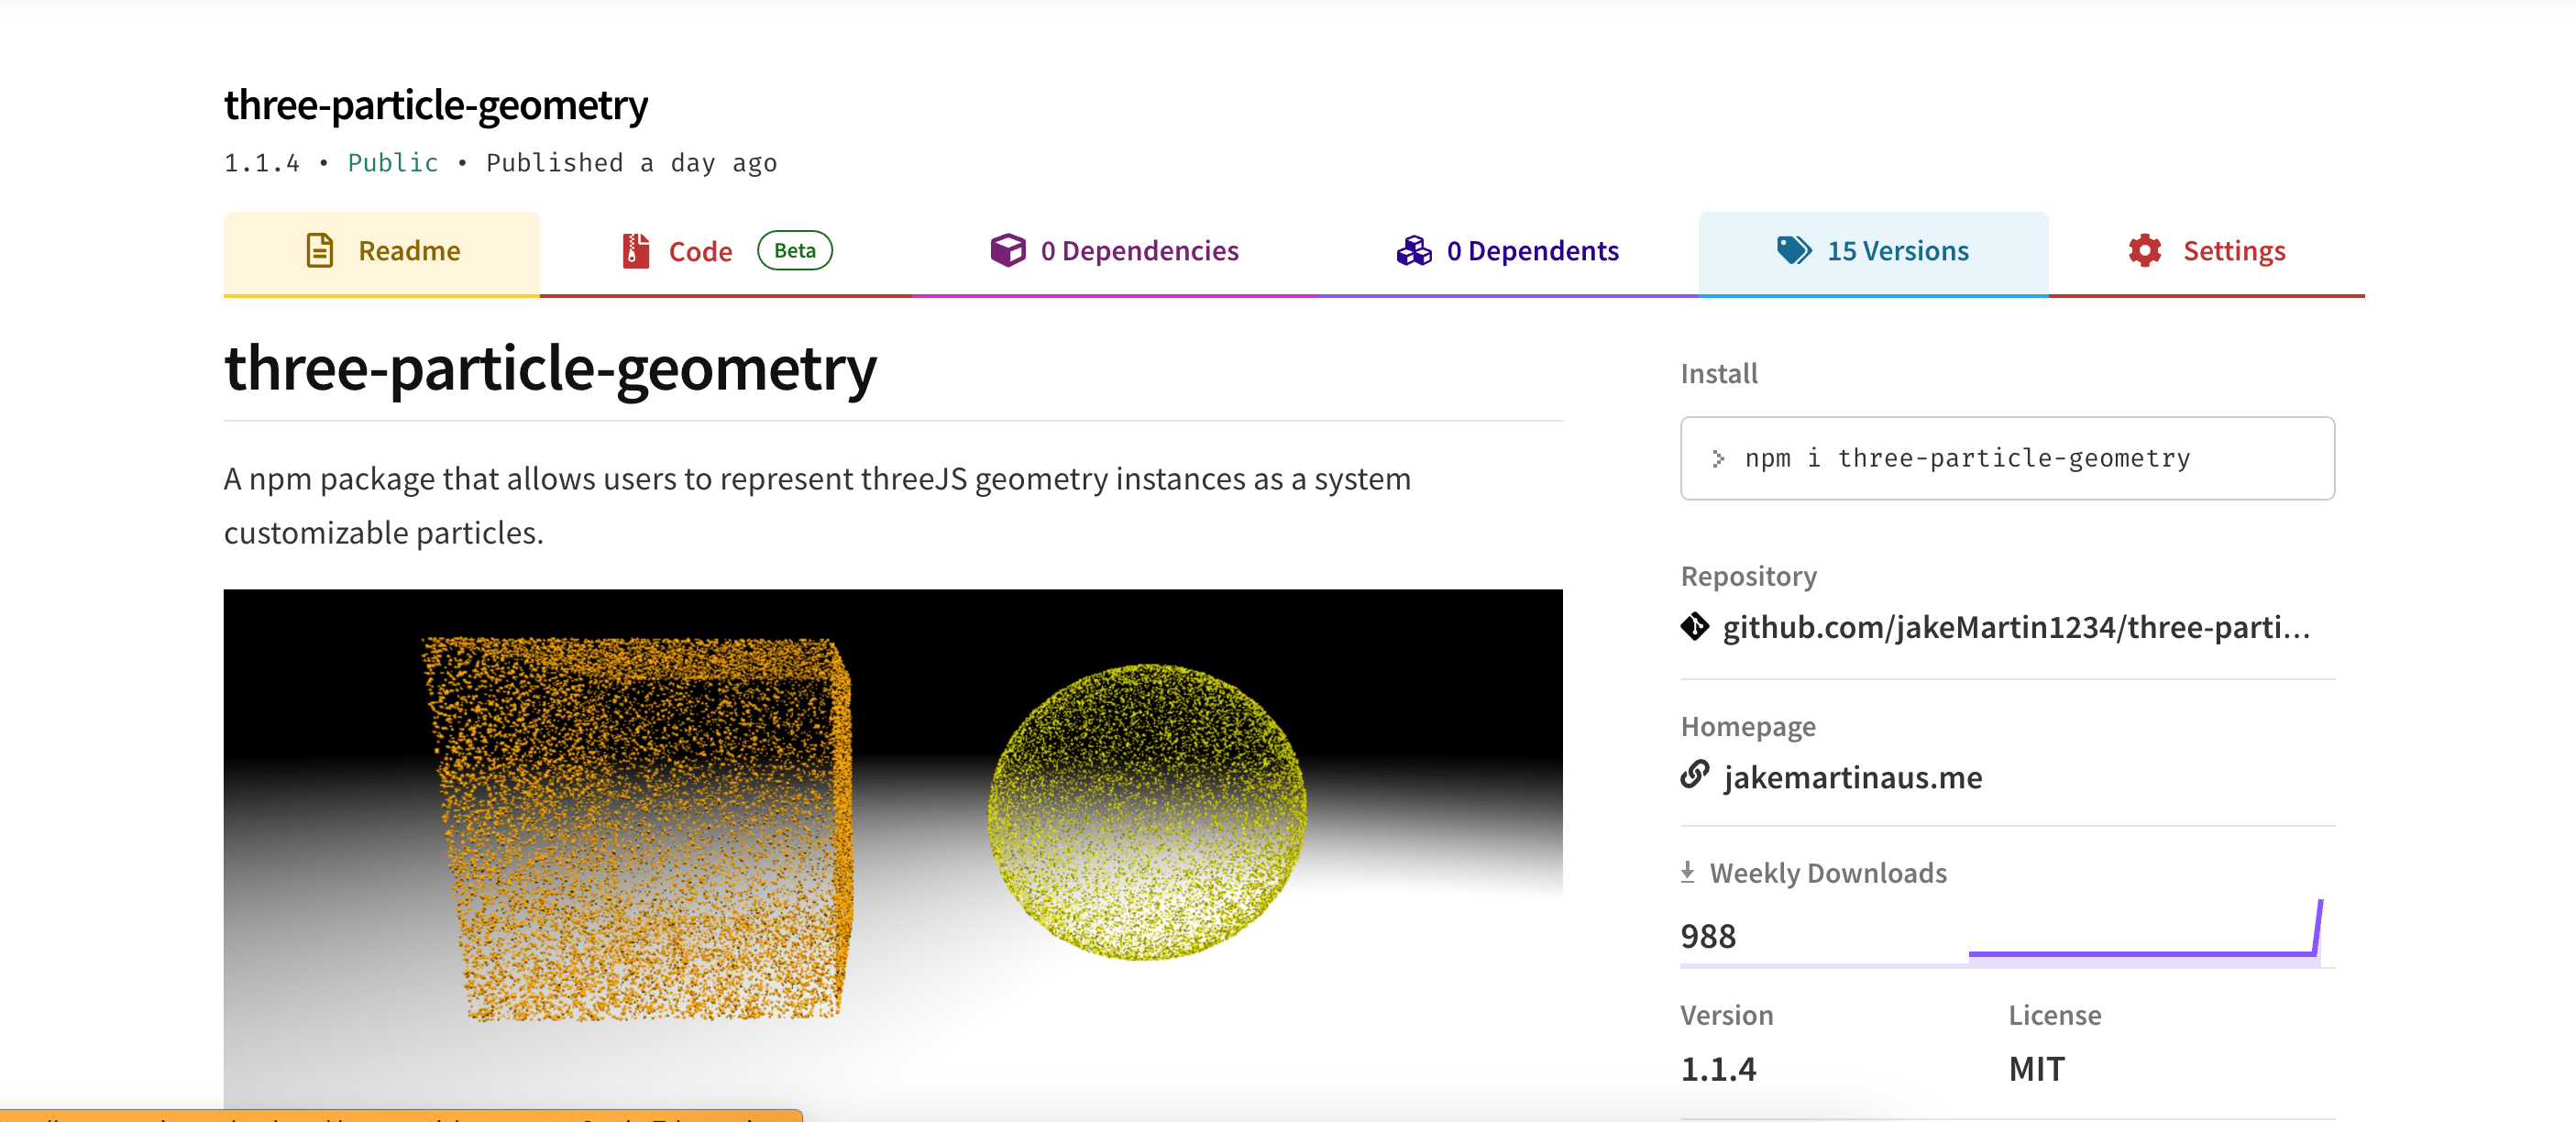 three-particle-geometry
1.1.4 • Public • Published a day ago
Readme
Code Beta
0 Dependencies
0 Dependents
15 Versions
Settings
three-particle-geometry
A npm package that allows users to represent threeJS geometry instances as a system
customizable particles.
Install
> npm i three-particle-geometry
Repository
github.com/jakeMartin1234/three-parti...
Homepage
jakemartinaus.me
Weekly Downloads
988
Version
1.1.4
License
MIT